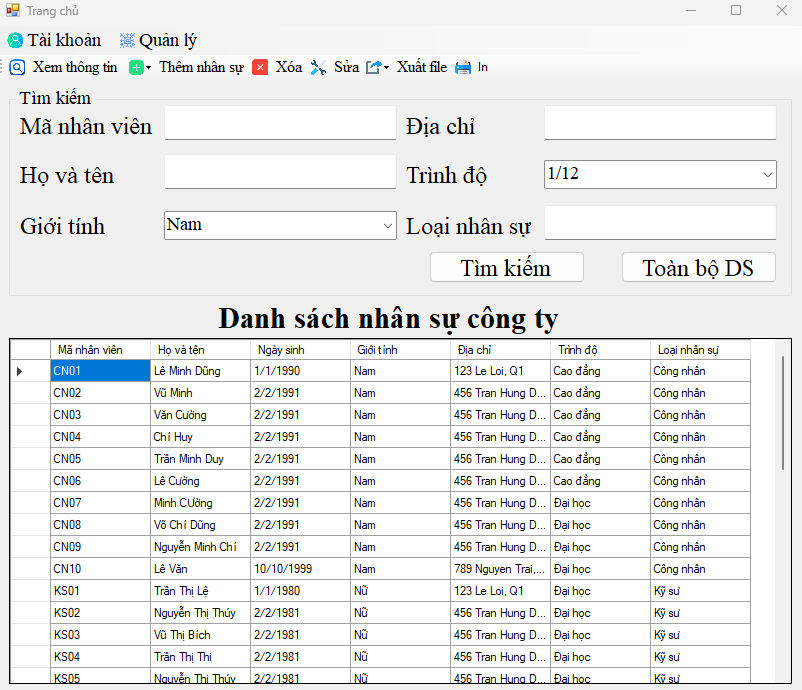 Trang chủ
Tài khoản Quản lý
Xem thông tin Thêm nhân sự Xóa Sửa Xuất file In
Tìm kiếm
Mã nhân viên Địa chỉ
Họ và tên Trình độ 1/12
Giới tính Nam Loại nhân sự
Tìm kiếm Toàn bộ DS
Danh sách nhân sự công ty
Mã nhân viên Họ và tên Ngày sinh Giới tính Địa chỉ Trình độ Loại nhân sự
CN01 Lê Minh Dũng 1/1/1990 Nam 123 Le Loi, Q1 Cao đẳng Công nhân
CN02 Vũ Minh 2/2/1991 Nam 456 Tran Hung D... Cao đẳng Công nhân
CN03 Văn Cường 2/2/1991 Nam 456 Tran Hung D... Cao đẳng Công nhân
CN04 Chí Huy 2/2/1991 Nam 456 Tran Hung D... Cao đẳng Công nhân
CN05 Trần Minh Duy 2/2/1991 Nam 456 Tran Hung D... Cao đẳng Công nhân
CN06 Lê Cường 2/2/1991 Nam 456 Tran Hung D... Cao đẳng Công nhân
CN07 Minh CƯờng 2/2/1991 Nam 456 Tran Hung D... Đại học Công nhân
CN08 Võ Chí Dũng 2/2/1991 Nam 456 Tran Hung D... Đại học Công nhân
CN09 Nguyễn Minh Chí 2/2/1991 Nam 456 Tran Hung D... Đại học Công nhân
CN10 Lê Văn 10/10/1999 Nam 789 Nguyen Trai,... Đại học Công nhân
KS01 Trần Thị Lệ 1/1/1980 Nữ 123 Le Loi, Q1 Đại học Kỹ sư
KS02 Nguyễn Thị Thúy 2/2/1981 Nữ 456 Tran Hung D... Đại học Kỹ sư
KS03 Vũ Thị Bích 2/2/1981 Nữ 456 Tran Hung D... Đại học Kỹ sư
KS04 Trần Thị Thi 2/2/1981 Nữ 456 Tran Hung D... Đại học Kỹ sư
KS05 Nguyễn Thị Thúy 2/2/1981 Nữ 456 Tran Hung D... Đại học Kỹ sư